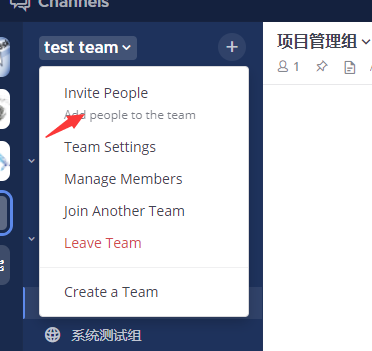 Channels
test team
项目管理组
1
Invite People
Add people to the team
Team Settings
Manage Members
Join Another Team
Leave Team
Create a Team
系统测试组